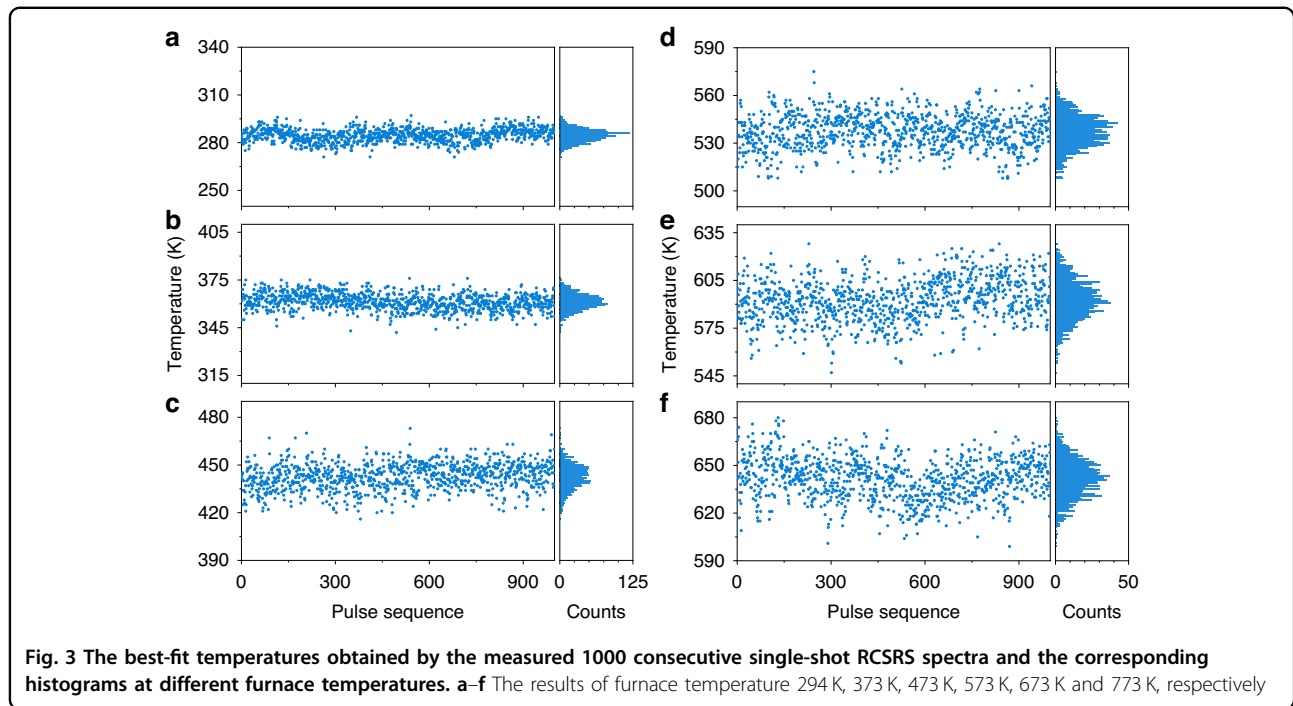 a
340
310
280
250
b
405
375
345
315
Temperature (K)
c
480
450
420
390
0 300 600 900
Pulse sequence
0 125
Counts
d
590
560
530
500
e
635
605
575
545
Temperature (K)
f
680
650
620
590
0 300 600 900
Pulse sequence
0 50
Counts
Fig. 3 The best-fit temperatures obtained by the measured 1000 consecutive single-shot RCSRS spectra and the corresponding
histograms at different furnace temperatures. a–f The results of furnace temperature 294 K, 373 K, 473 K, 573 K, 673 K and 773 K, respectively